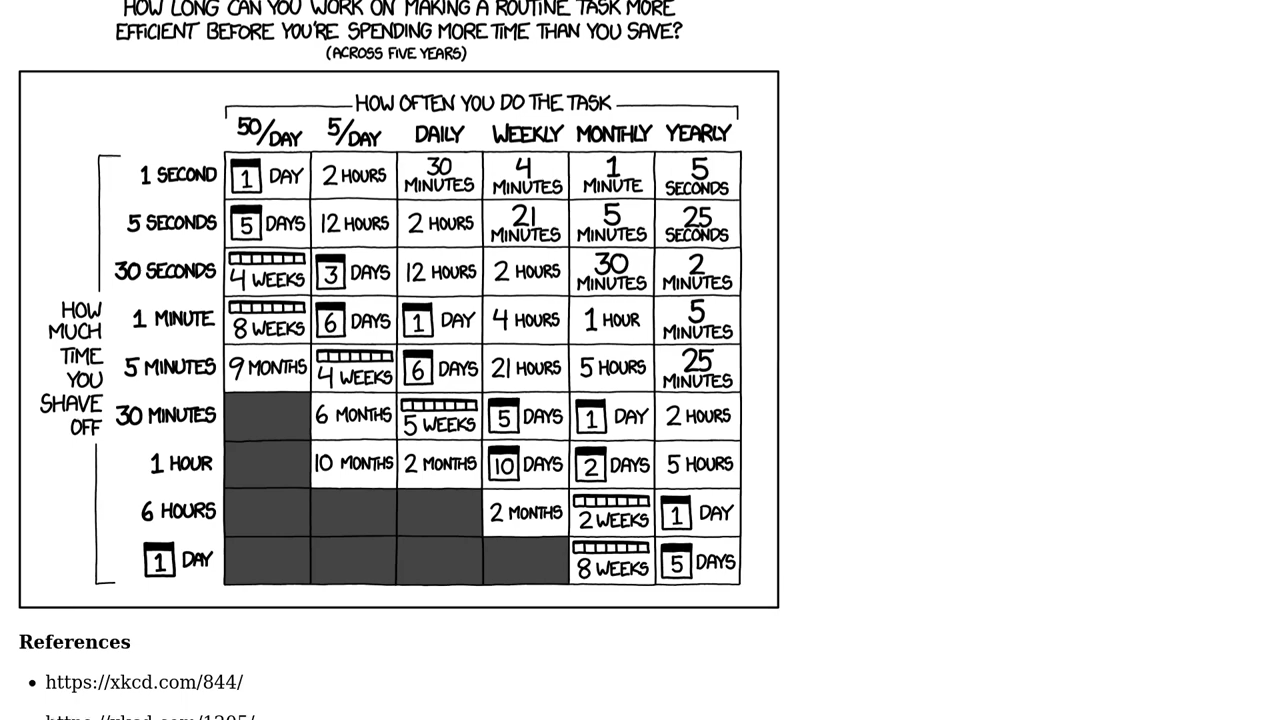 HOW LONG CAN YOU WORK ON MAKING A ROUTINE TASK MORE
EFFICIENT BEFORE YOU'RE SPENDING MORE TIME THAN YOU SAVE?
(ACROSS FIVE YEARS)
HOW OFTEN YOU DO THE TASK
50/DAY 5/DAY DAILY WEEKLY MONTHLY YEARLY
HOW
MUCH
TIME
YOU
SHAVE
OFF
1 SECOND 1 DAY 2 HOURS 30 MINUTES 4 MINUTES 1 MINUTE 5 SECONDS
5 SECONDS 5 DAYS 12 HOURS 2 HOURS 21 MINUTES 5 MINUTES 25 SECONDS
30 SECONDS 4 WEEKS 3 DAYS 12 HOURS 2 HOURS 30 MINUTES 2 MINUTES
1 MINUTE 8 WEEKS 6 DAYS 1 DAY 4 HOURS 1 HOUR 5 MINUTES
5 MINUTES 9 MONTHS 4 WEEKS 6 DAYS 21 HOURS 5 HOURS 25 MINUTES
30 MINUTES 6 MONTHS 5 WEEKS 5 DAYS 1 DAY 2 HOURS
1 HOUR 10 MONTHS 2 MONTHS 10 DAYS 2 DAYS 5 HOURS
6 HOURS 2 MONTHS 2 WEEKS 1 DAY
1 DAY 8 WEEKS 5 DAYS
References
• https://xkcd.com/844/
https://xkcd.com/1205/